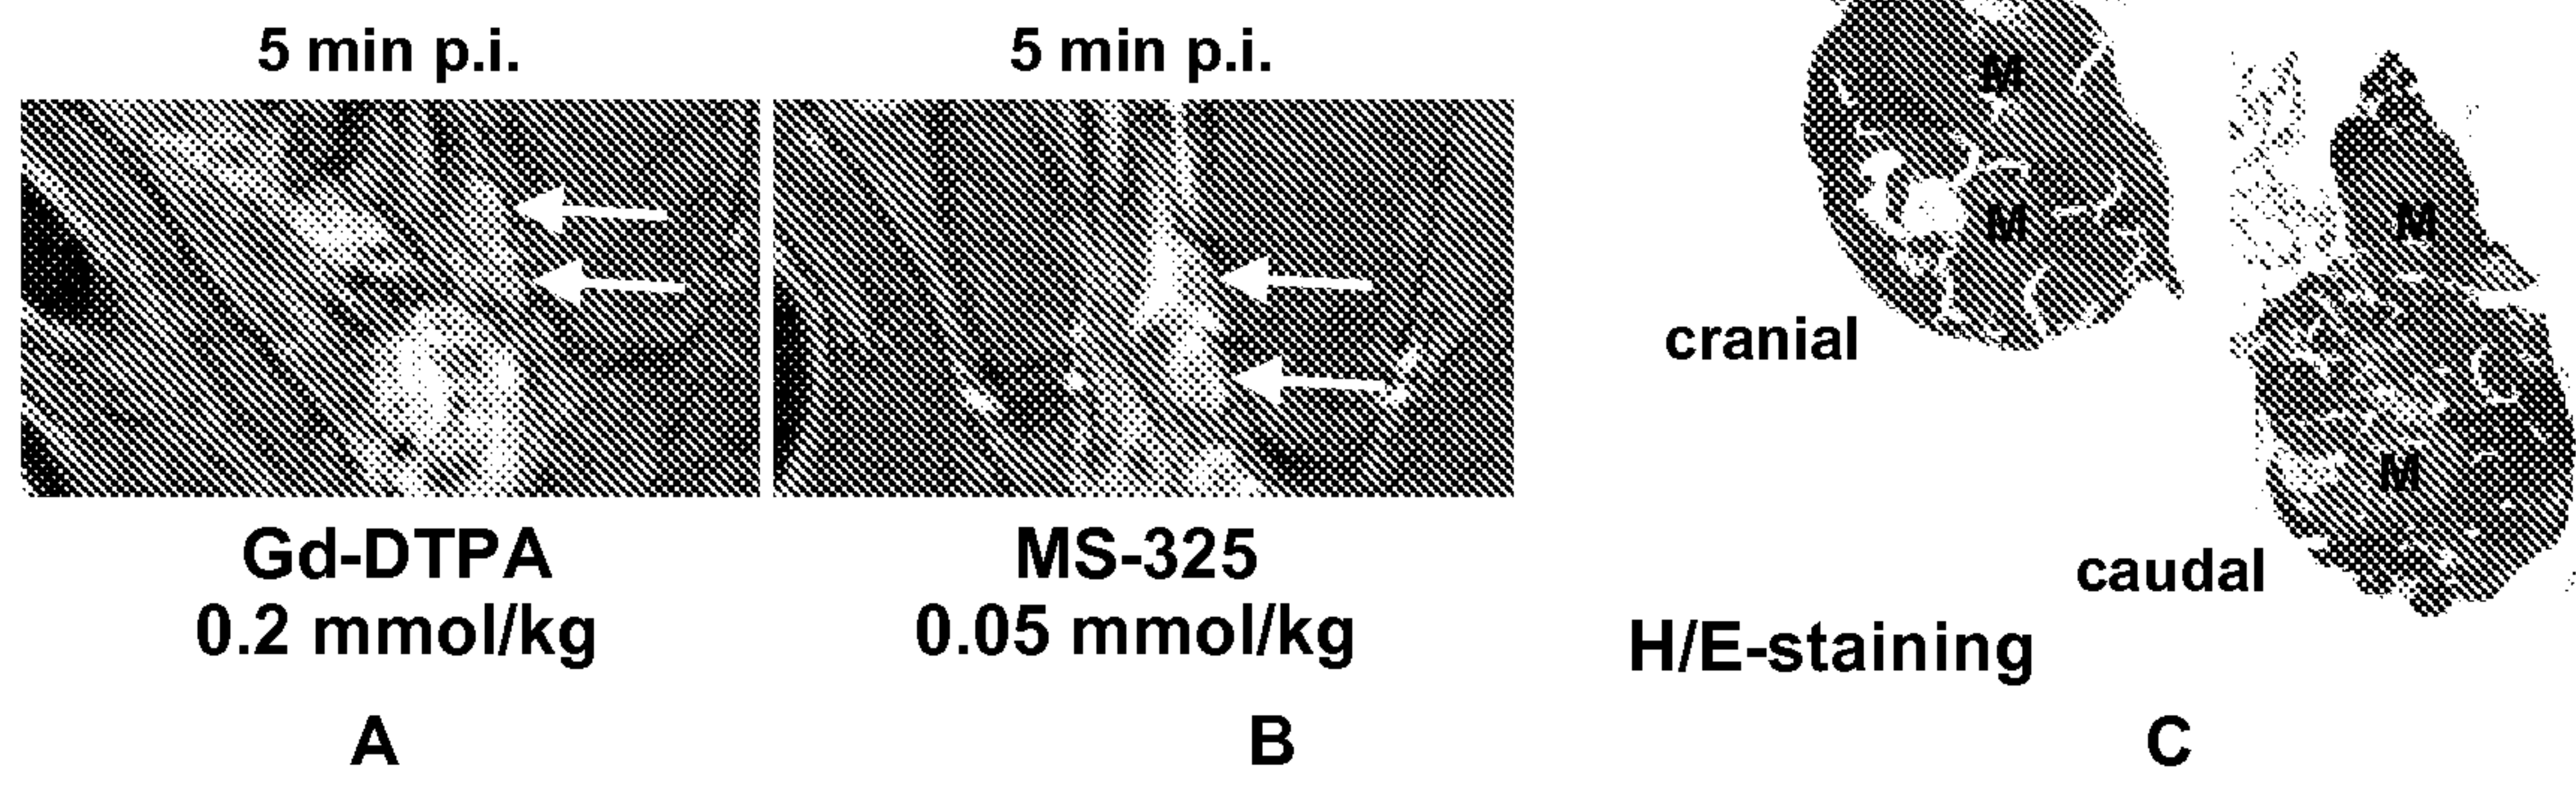 5 min p.i.
5 min p.i.
Gd-DTPA
0.2 mmol/kg
MS-325
0.05 mmol/kg
M
M
cranial
M
M
caudal
H/E-staining
A
B
C